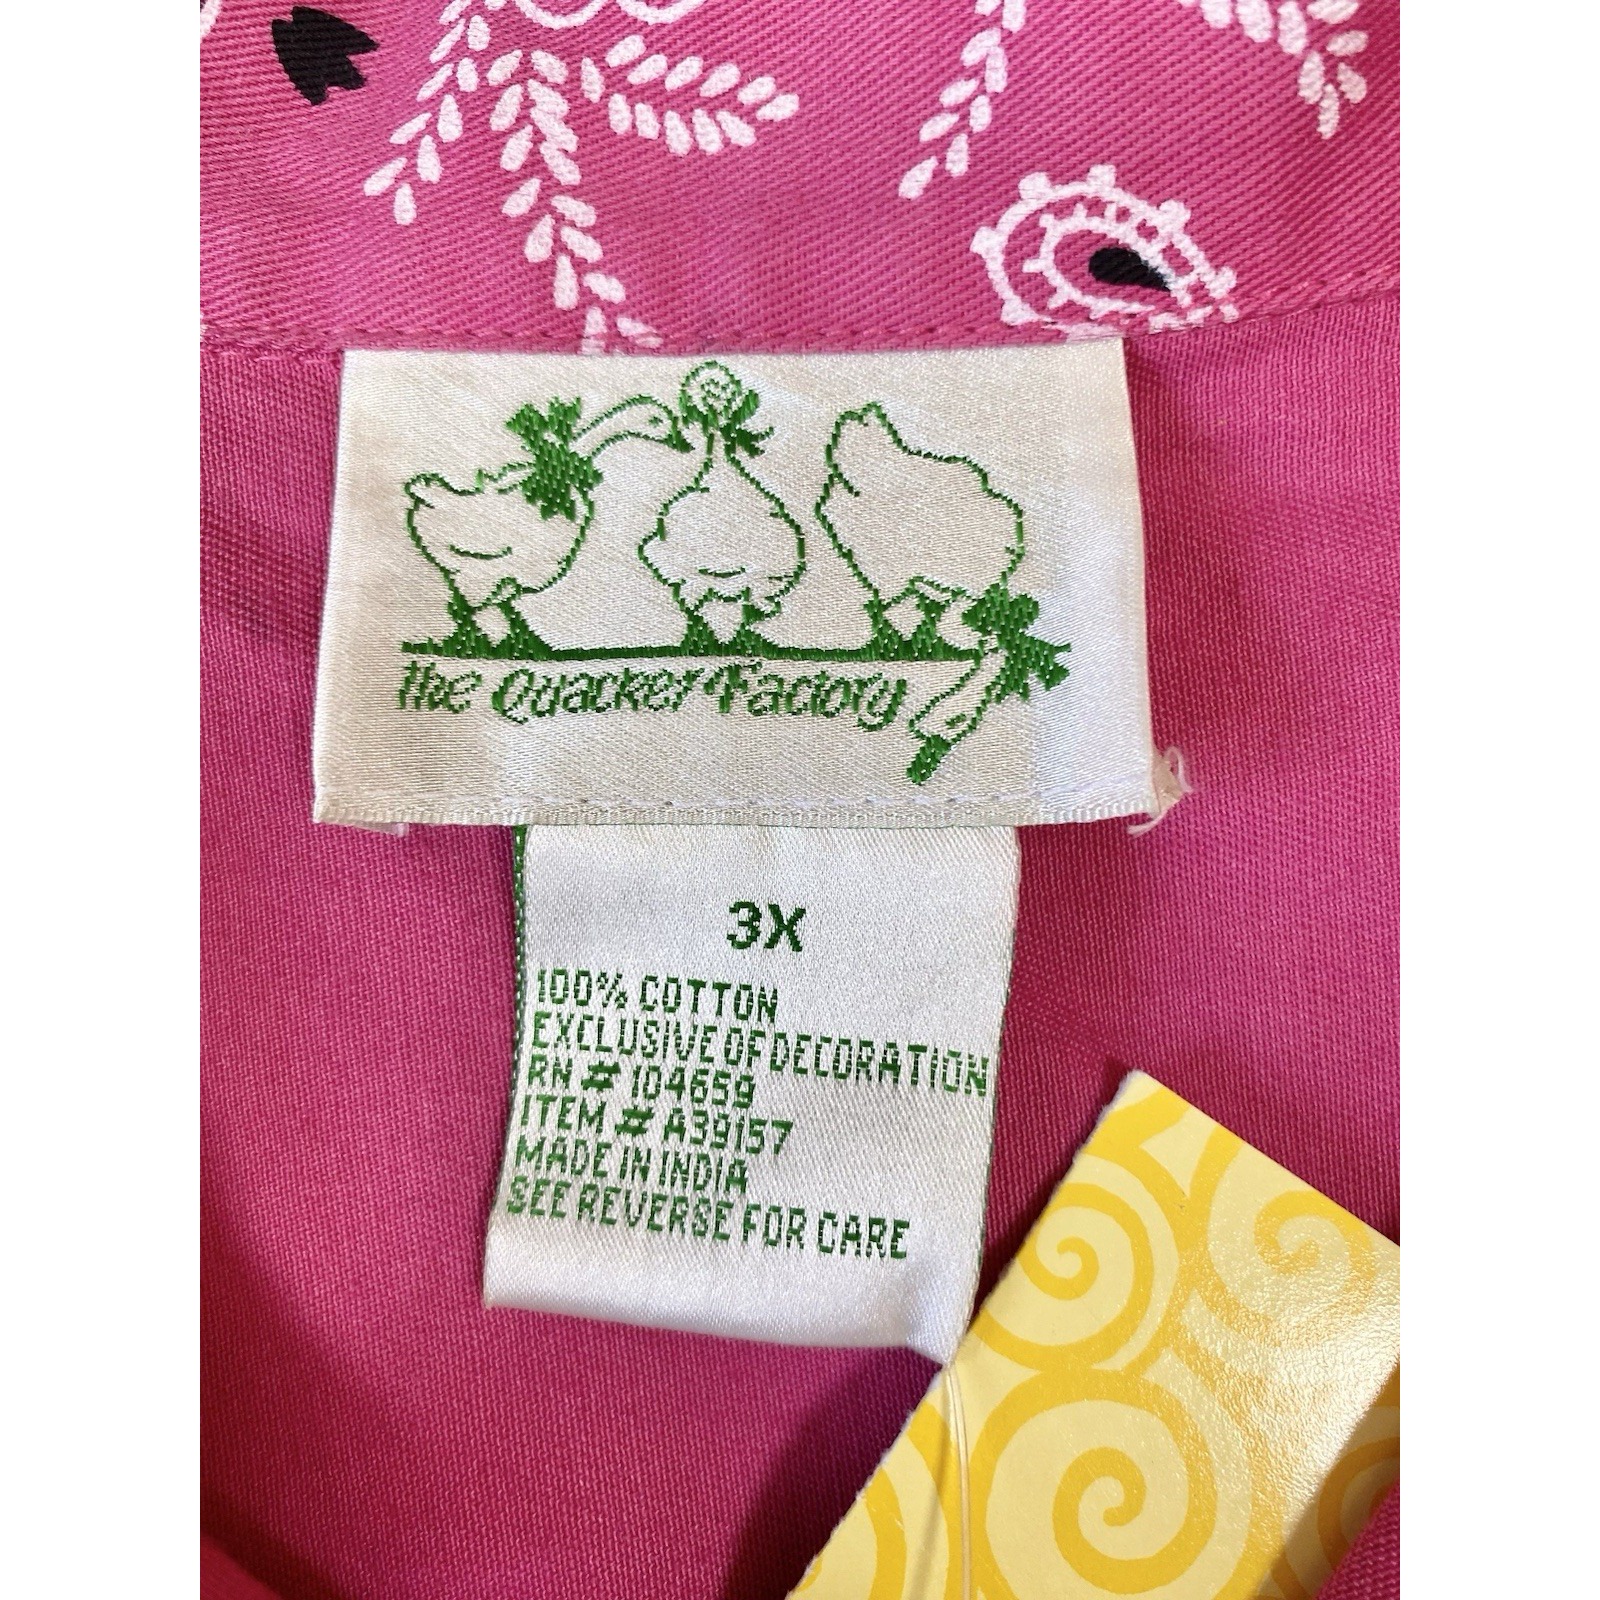 the Quacker Factory
3X
100% COTTON
EXCLUSIVE OF DECORATION
RN # 104659
ITEM # A39157
MADE IN INDIA
SEE REVERSE FOR CARE